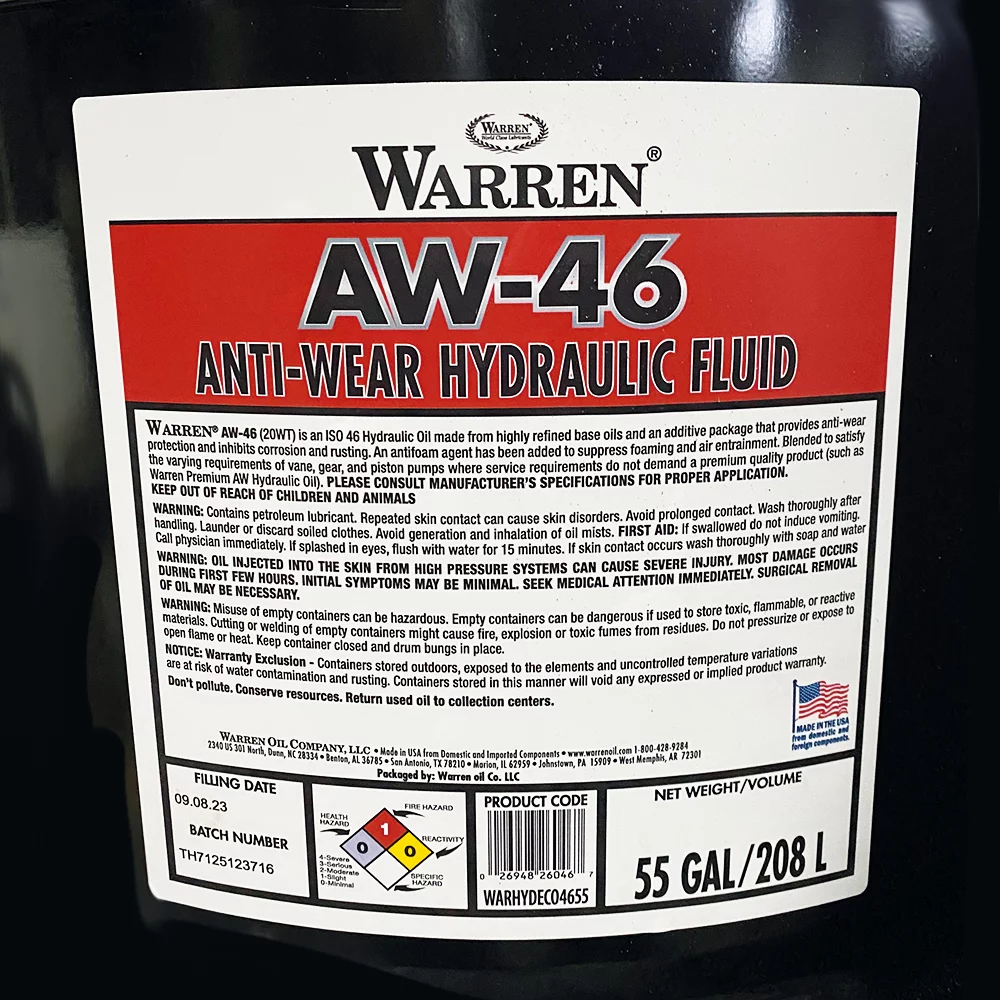 WARREN®
World Class Lubricants
WARREN®
AW-46
ANTI-WEAR HYDRAULIC FLUID
WARREN® AW-46 (20WT) is an ISO 46 Hydraulic Oil made from highly refined base oils and an additive package that provides anti-wear
protection and inhibits corrosion and rusting. An antifoam agent has been added to suppress foaming and air entrainment. Blended to satisfy
the varying requirements of vane, gear, and piston pumps where service requirements do not demand a premium quality product (such as
Warren Premium AW Hydraulic Oil). PLEASE CONSULT MANUFACTURER'S SPECIFICATIONS FOR PROPER APPLICATION.
KEEP OUT OF REACH OF CHILDREN AND ANIMALS
WARNING: Contains petroleum lubricant. Repeated skin contact can cause skin disorders. Avoid prolonged contact. Wash thoroughly after
handling. Launder or discard soiled clothes. Avoid generation and inhalation of oil mists. FIRST AID: If swallowed do not induce vomiting.
Call physician immediately. If splashed in eyes, flush with water for 15 minutes. If skin contact occurs wash thoroughly with soap and water
WARNING: OIL INJECTED INTO THE SKIN FROM HIGH PRESSURE SYSTEMS CAN CAUSE SEVERE INJURY. MOST DAMAGE OCCURS
DURING FIRST FEW HOURS. INITIAL SYMPTOMS MAY BE MINIMAL. SEEK MEDICAL ATTENTION IMMEDIATELY. SURGICAL REMOVAL
OF OIL MAY BE NECESSARY.
WARNING: Misuse of empty containers can be hazardous. Empty containers can be dangerous if used to store toxic, flammable, or reactive
materials. Cutting or welding of empty containers might cause fire, explosion or toxic fumes from residues. Do not pressurize or expose to
open flame or heat. Keep container closed and drum bungs in place.
NOTICE: Warranty Exclusion - Containers stored outdoors, exposed to the elements and uncontrolled temperature variations
are at risk of water contamination and rusting. Containers stored in this manner will void any expressed or implied product warranty.
Don't pollute. Conserve resources. Return used oil to collection centers.
MADE IN THE USA
from domestic and
foreign components.
WARREN OIL COMPANY, LLC • Made in USA from Domestic and Imported Components • www.warrenoil.com 1-800-428-9284
2340 US 301 North, Dunn, NC 28334 • Benton, AL 36785 • San Antonio, TX 78210 • Marion, IL 62959 • Johnstown, PA 15909 • West Memphis, AR 72301
Packaged by: Warren oil Co. LLC
FILLING DATE
09.08.23
BATCH NUMBER
TH7125123716
HEALTH
HAZARD
FIRE HAZARD
REACTIVITY
SPECIFIC
HAZARD
1
0
0
4-Severe
3-Serious
2-Moderate
1-Slight
0-Minimal
PRODUCT CODE
0 26948 26046 7
WARHYDEC04655
NET WEIGHT/VOLUME
55 GAL/208 L